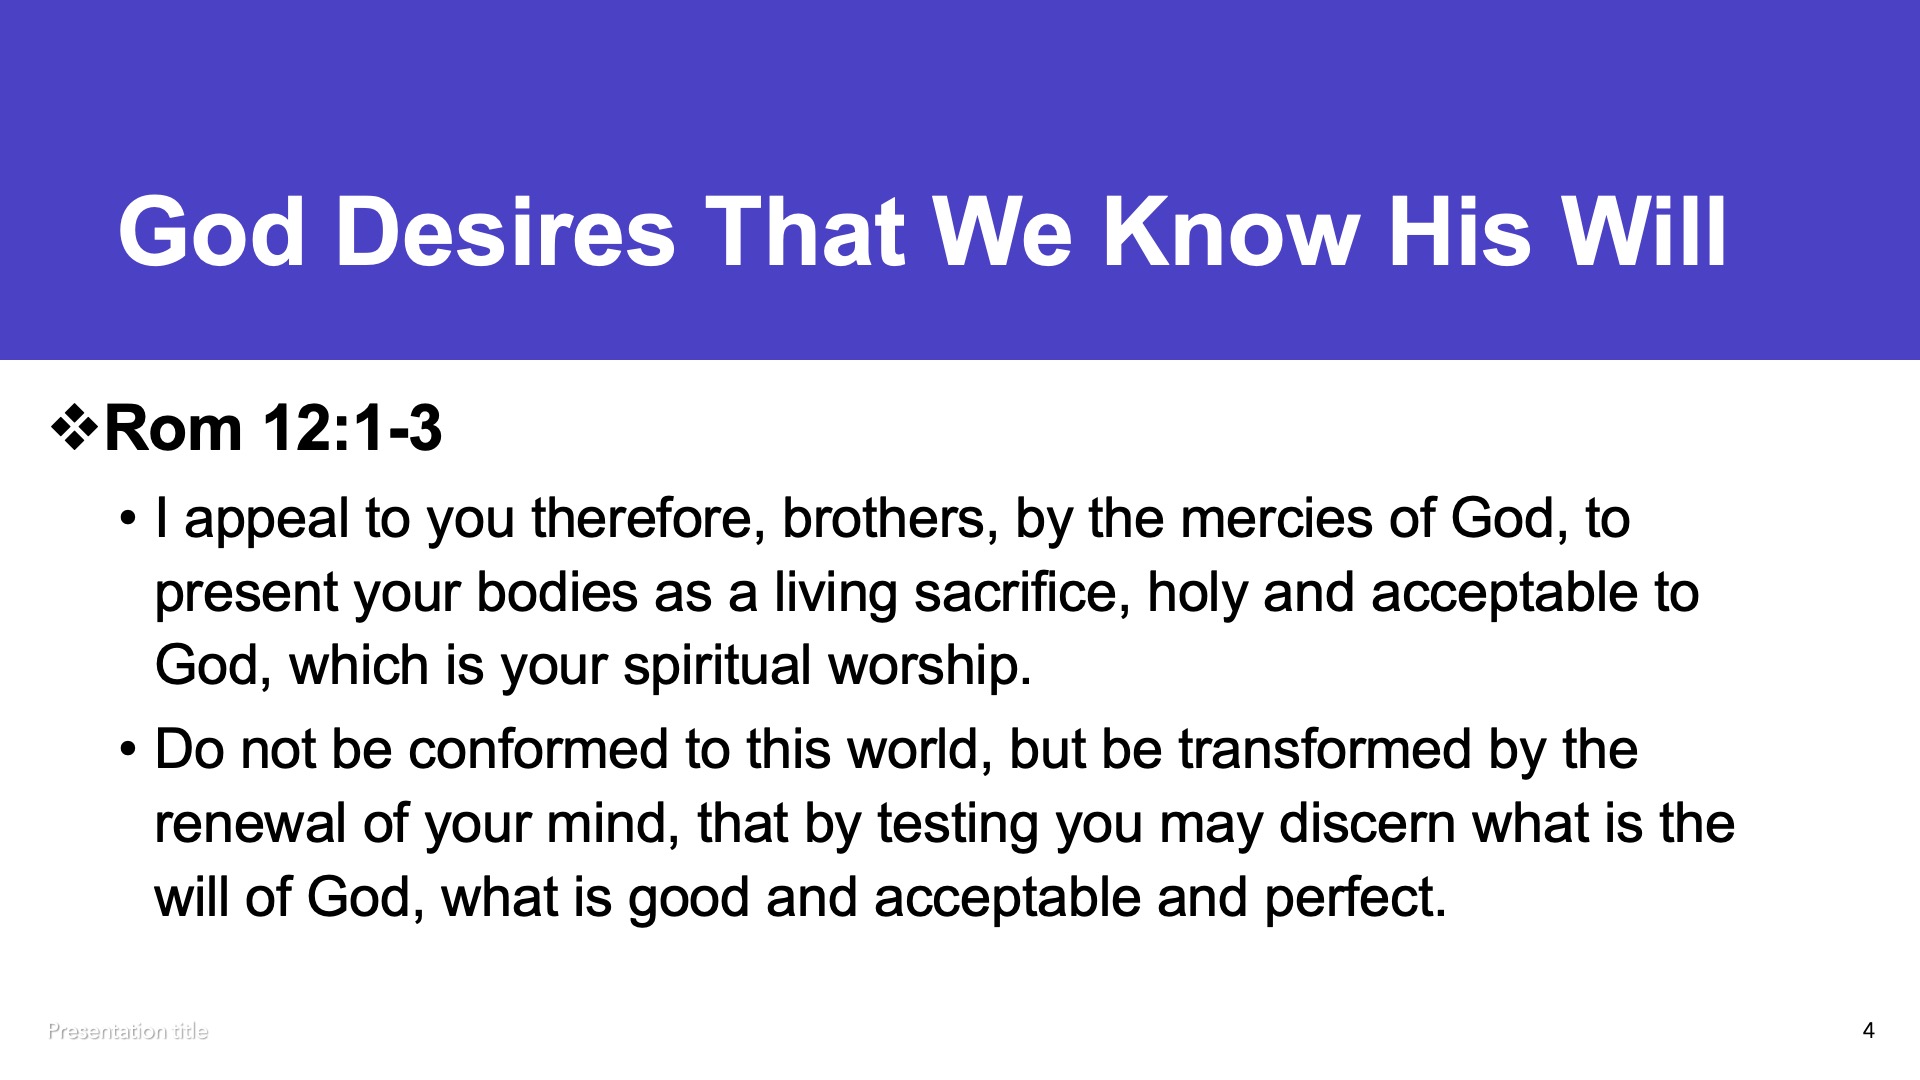 God Desires That We Know His Will
❖Rom 12:1-3
• I appeal to you therefore, brothers, by the mercies of God, to
present your bodies as a living sacrifice, holy and acceptable to
God, which is your spiritual worship.
• Do not be conformed to this world, but be transformed by the
renewal of your mind, that by testing you may discern what is the
will of God, what is good and acceptable and perfect.
Presentation title
4